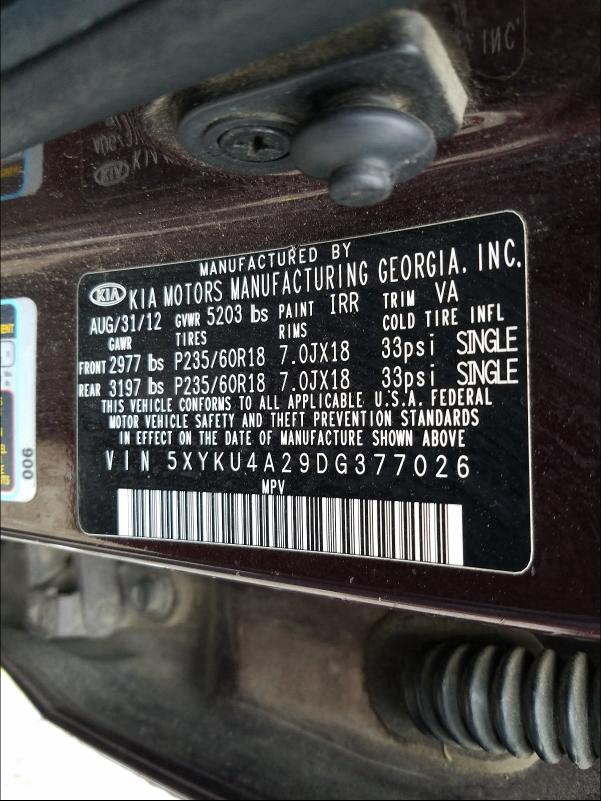 MANUFACTURED BY
KIA KIA MOTORS MANUFACTURING GEORGIA, INC.
AUG/31/12 GVWR 5203 lbs PAINT IRR TRIM VA
GAWR TIRES RIMS COLD TIRE INFL
FRONT 2977 lbs P235/60R18 7.0JX18 33psi SINGLE
REAR 3197 lbs P235/60R18 7.0JX18 33psi SINGLE
THIS VEHICLE CONFORMS TO ALL APPLICABLE U.S.A. FEDERAL
MOTOR VEHICLE SAFETY AND THEFT PREVENTION STANDARDS
IN EFFECT ON THE DATE OF MANUFACTURE SHOWN ABOVE
VIN 5XYKU4A29DG377026
MPV
006